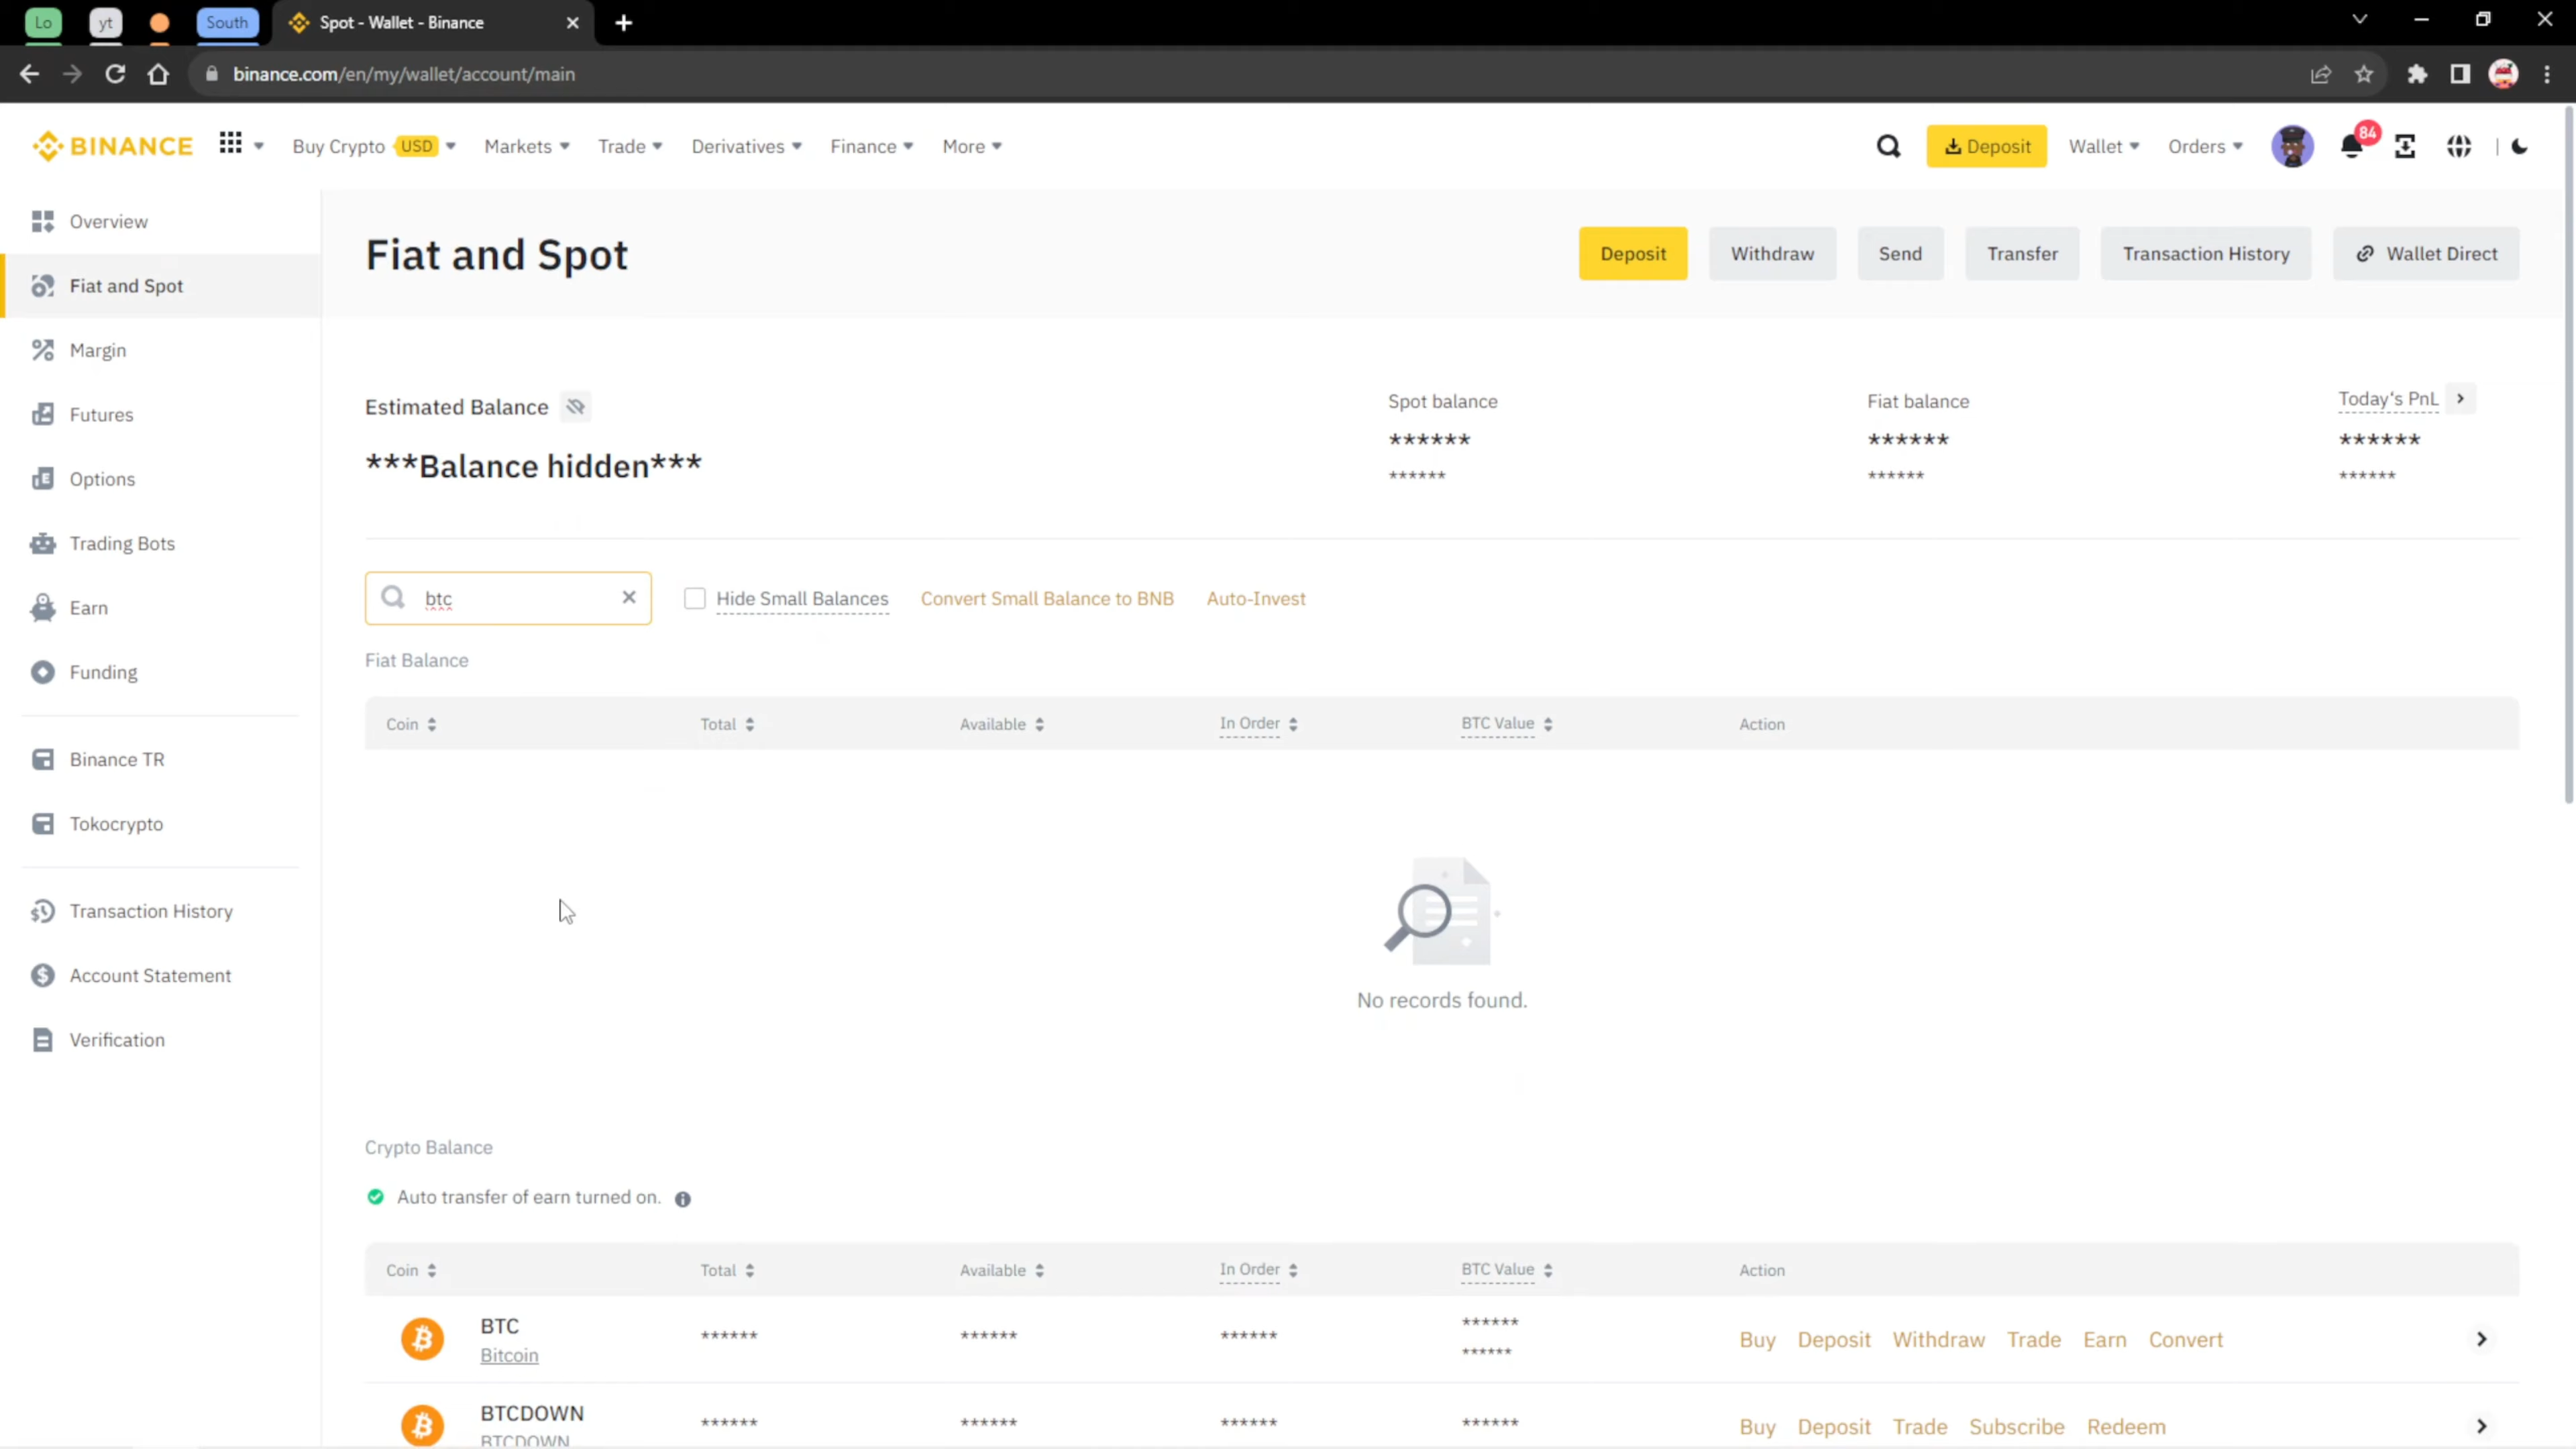 Lo yt South Spot - Wallet - Binance
binance.com/en/my/wallet/account/main
BINANCE Buy Crypto USD Markets Trade Derivatives Finance More Deposit Wallet Orders 84
Overview
Fiat and Spot
Margin
Futures
Options
Trading Bots
Earn
Funding
Binance TR
Tokocrypto
Transaction History
Account Statement
Verification
Fiat and Spot Deposit Withdraw Send Transfer Transaction History Wallet Direct
Estimated Balance Spot balance Fiat balance Today's PnL
***Balance hidden*** ****** ****** ******
****** ****** ******
btc Hide Small Balances Convert Small Balance to BNB Auto-Invest
Fiat Balance
Coin Total Available In Order BTC Value Action
No records found.
Crypto Balance
Auto transfer of earn turned on.
Coin Total Available In Order BTC Value Action
BTC ****** ****** ****** ****** Buy Deposit Withdraw Trade Earn Convert
Bitcoin ******
BTCDOWN ****** ****** ****** ****** Buy Deposit Trade Subscribe Redeem
BTCDOWN